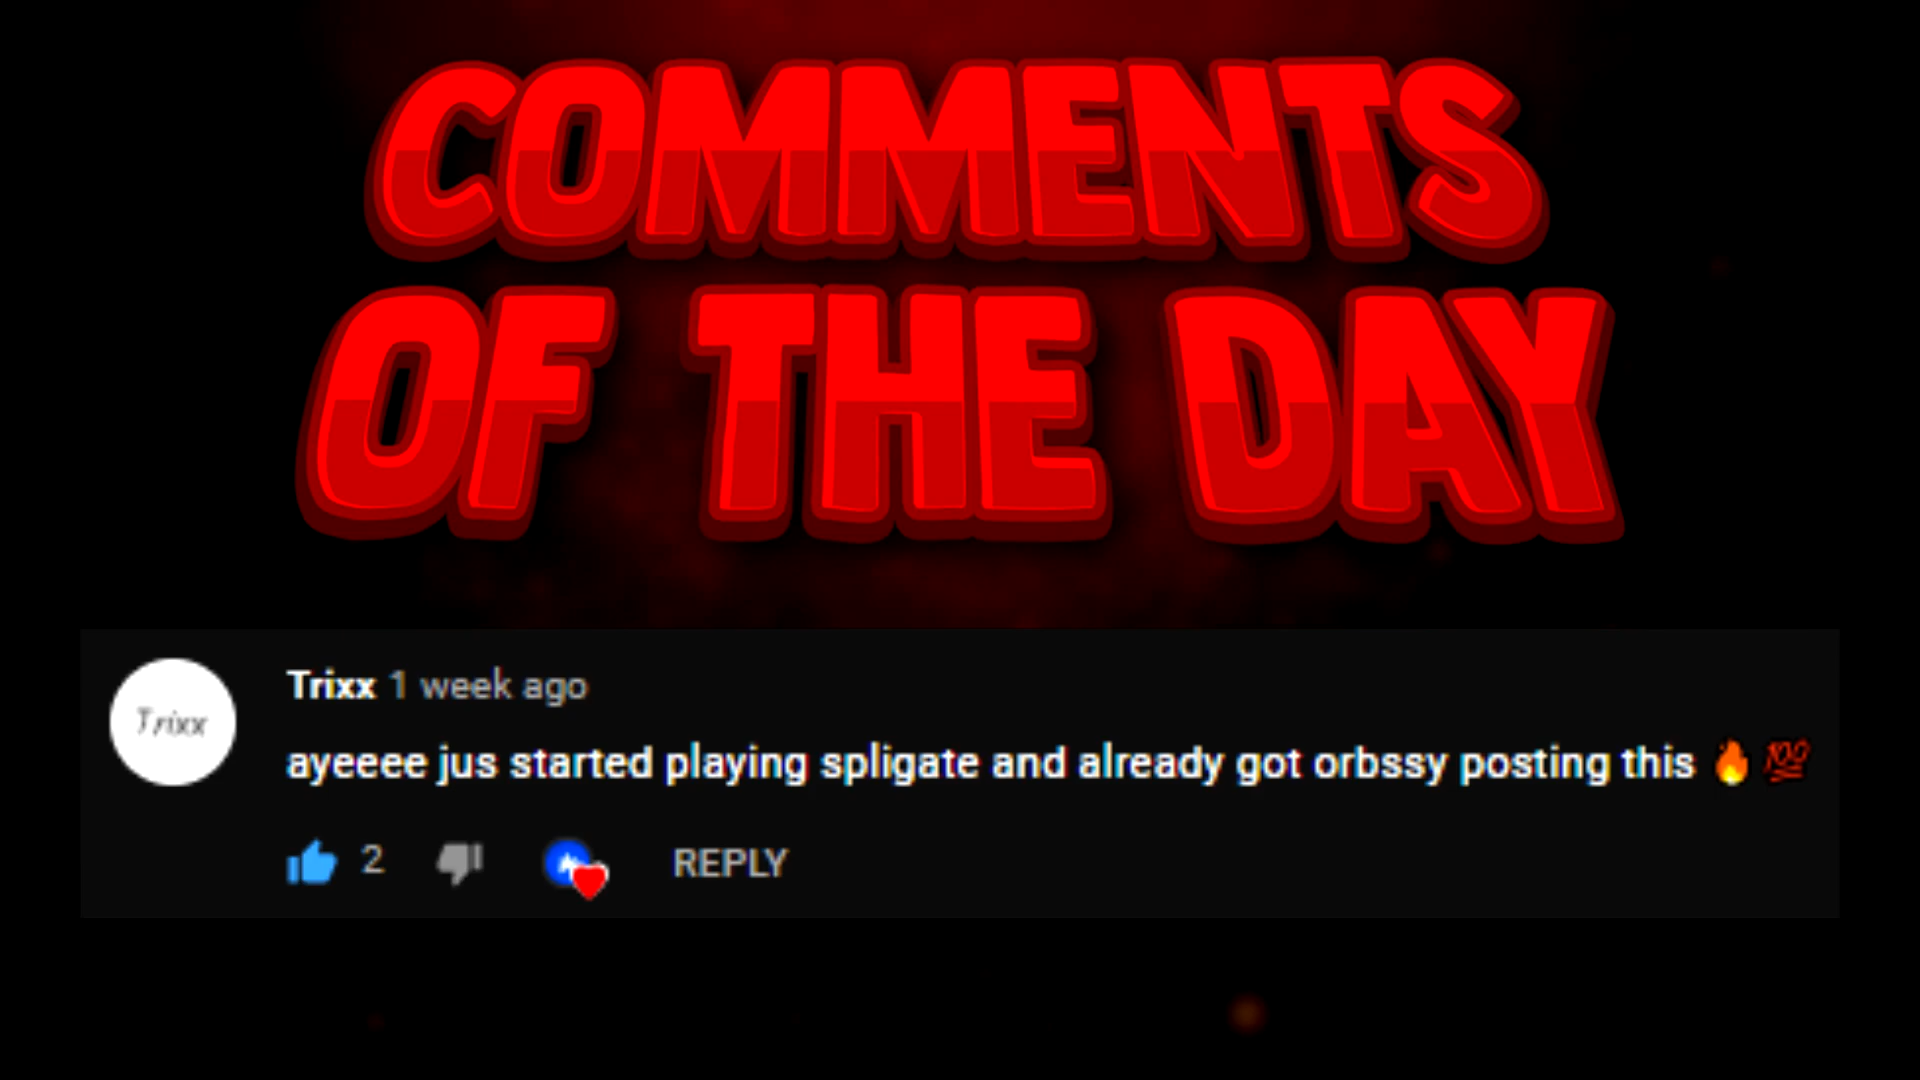 COMMENTS
OF THE DAY
Trixx 1 week ago
Trixx
ayeeee jus started playing spligate and already got orbssy posting this 🔥 💯
2 REPLY